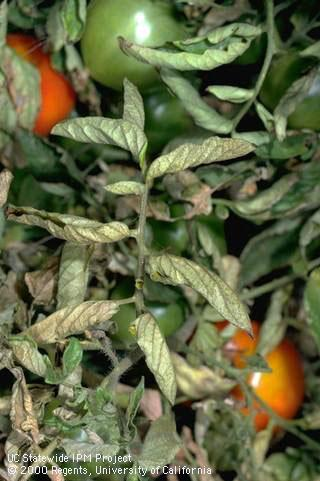 UC Statewide IPM Project
© 2000 Regents, University of California